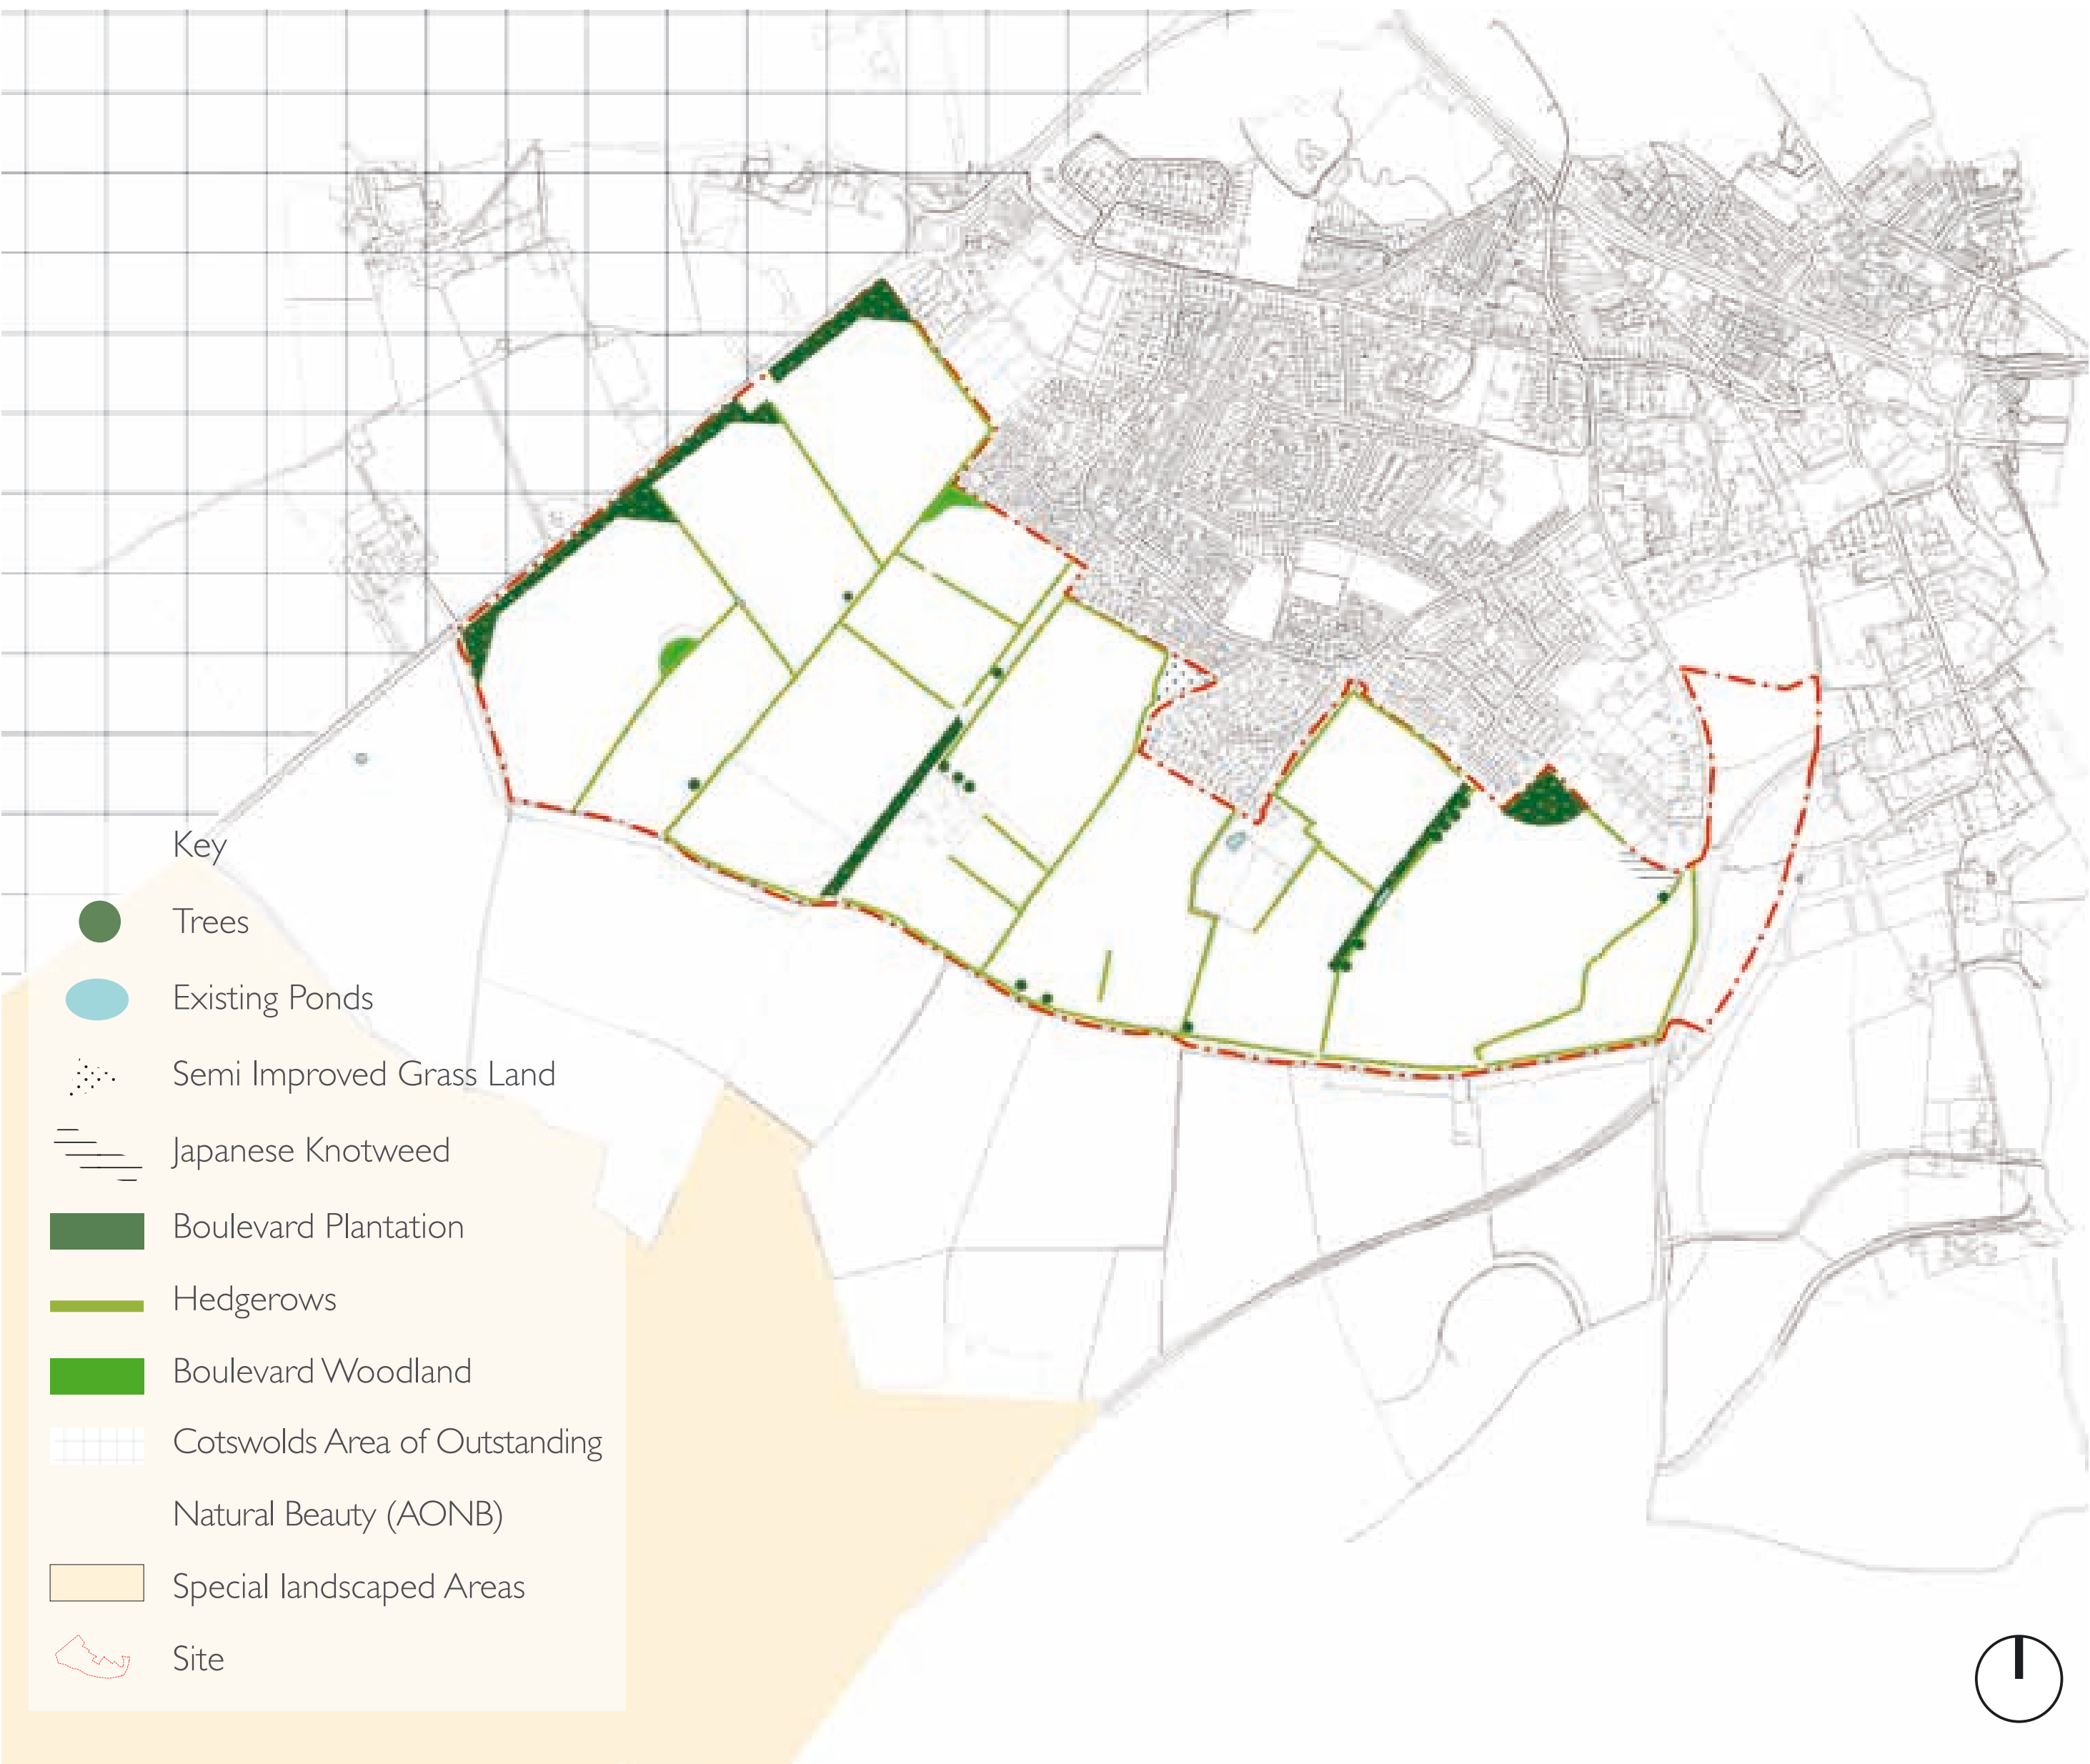 Key
Trees
Existing Ponds
Semi Improved Grass Land
Japanese Knotweed
Boulevard Plantation
Hedgerows
Boulevard Woodland
Cotswolds Area of Outstanding
Natural Beauty (AONB)
Special landscaped Areas
Site